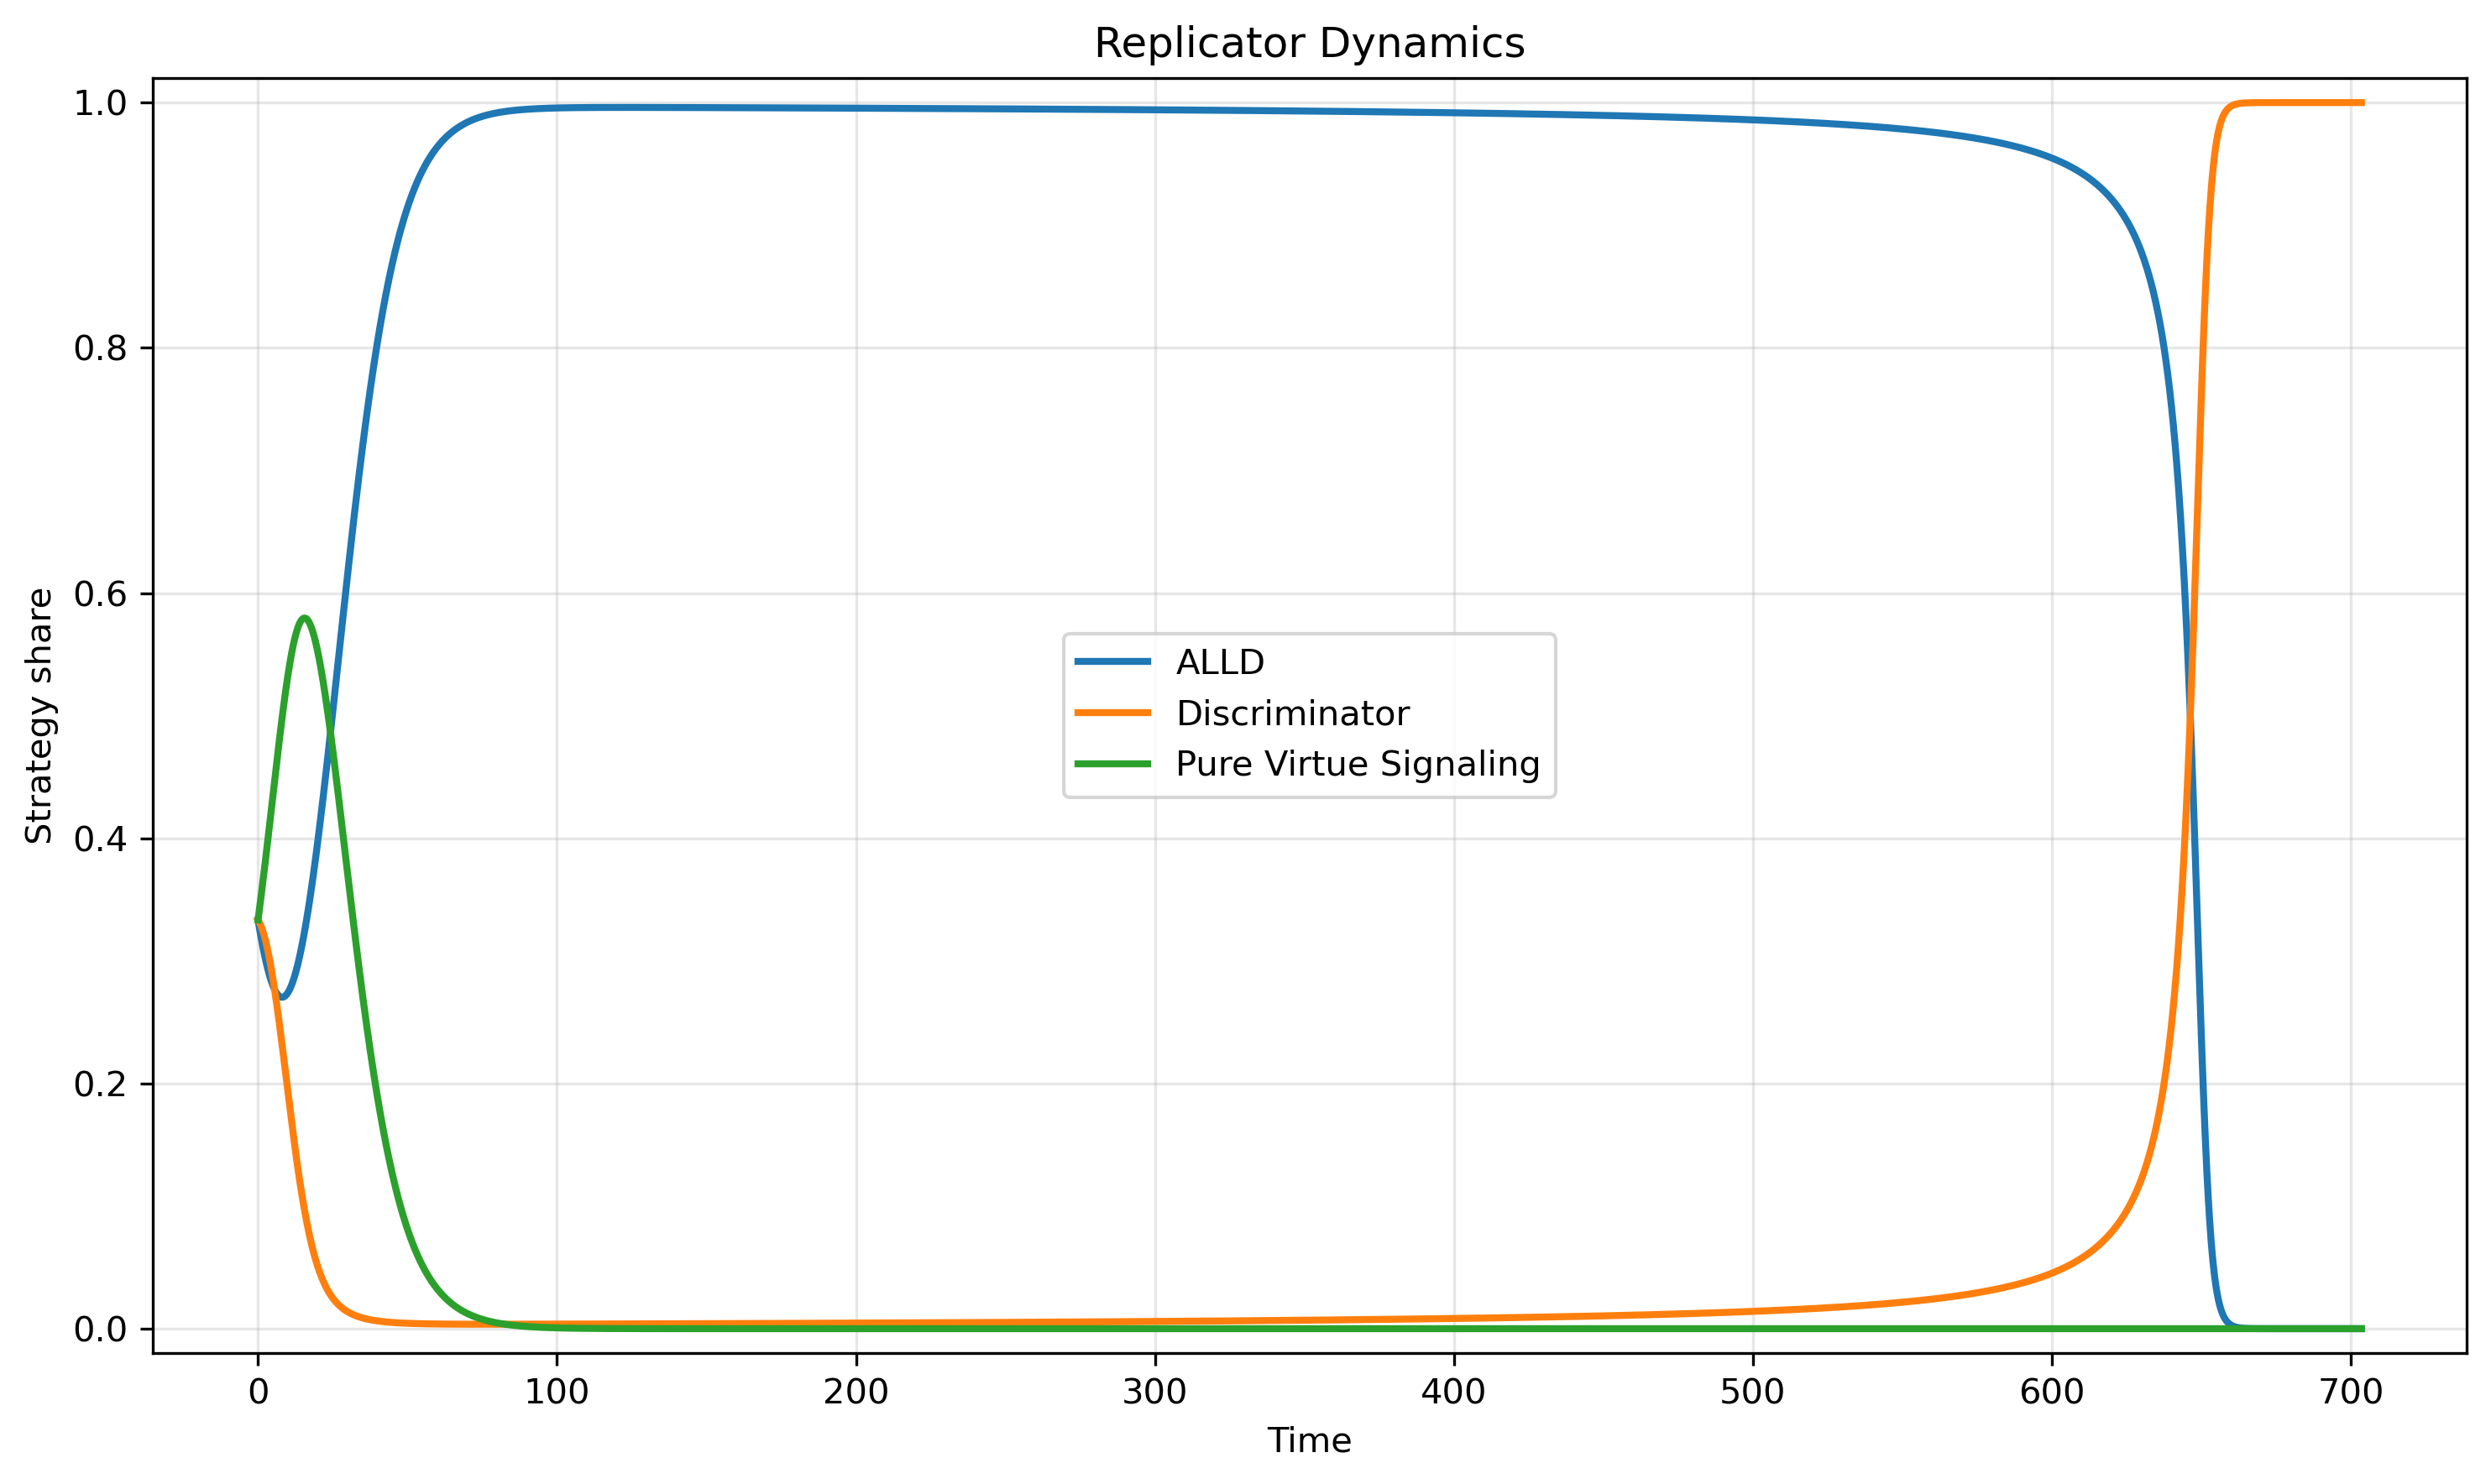 Replicator Dynamics
1.0
0.8
0.6
0.4
0.2
0.0
Strategy share
ALLD
Discriminator
Pure Virtue Signaling
0 100 200 300 400 500 600 700
Time